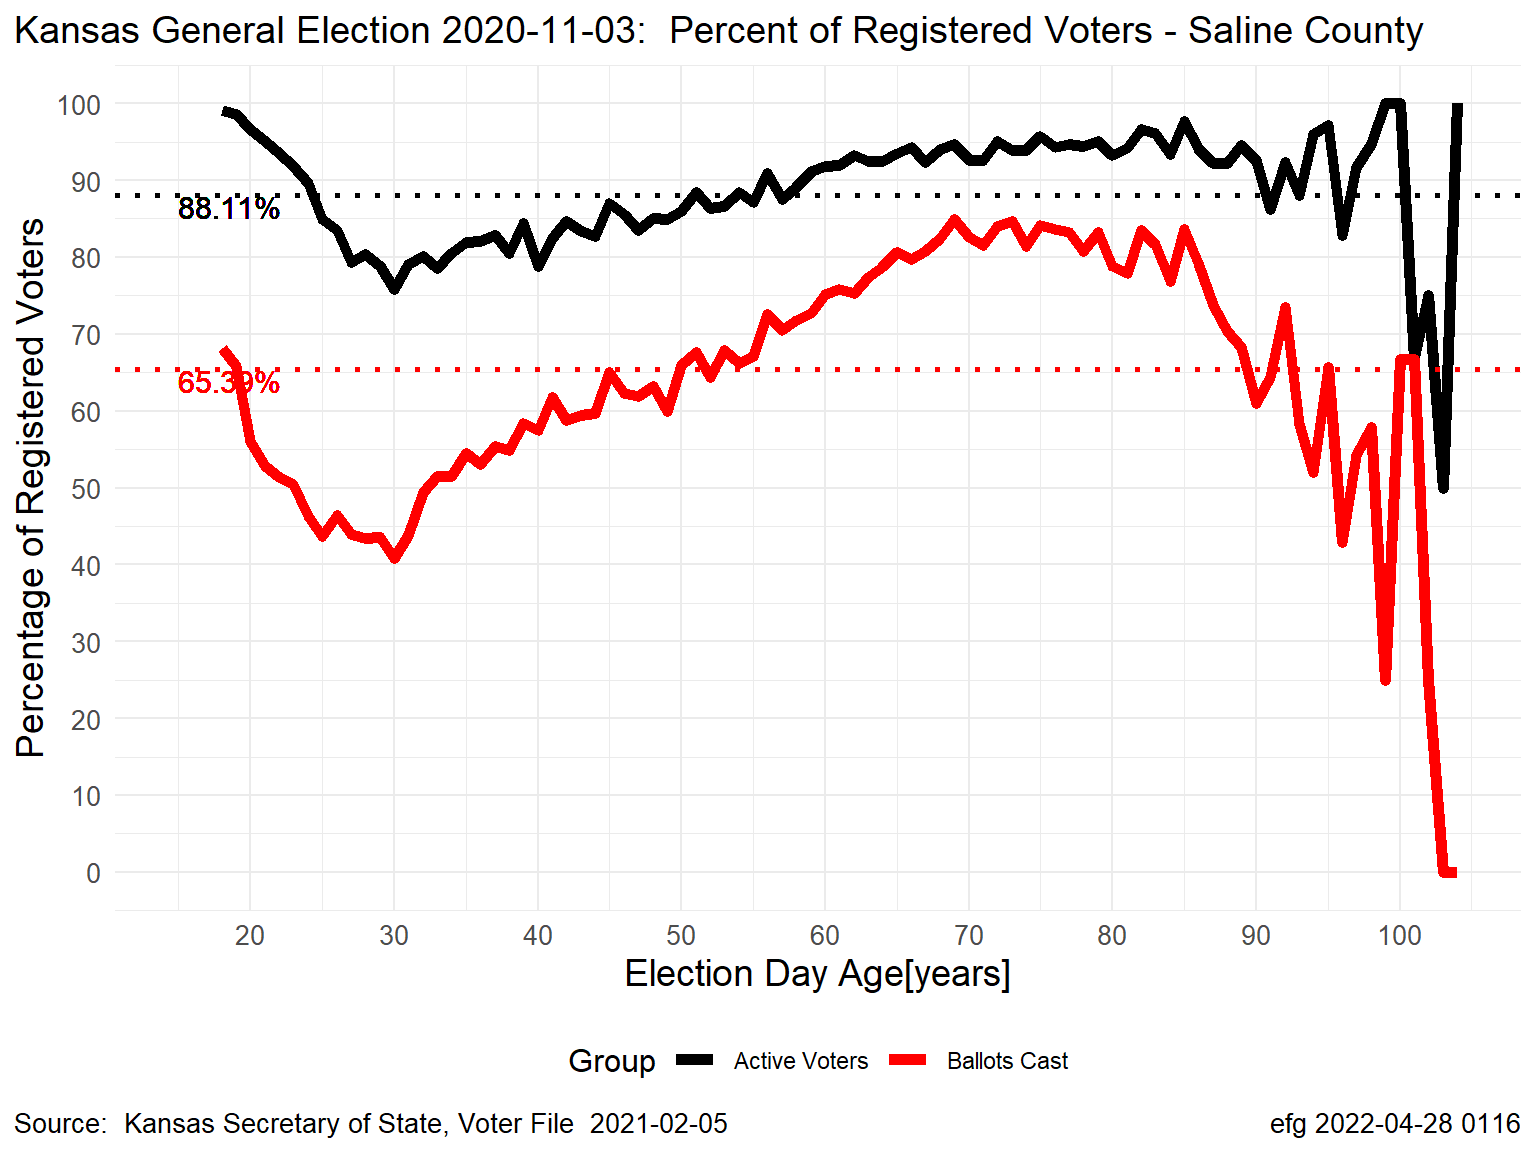 Kansas General Election 2020-11-03:  Percent of Registered Voters - Saline County
Percentage of Registered Voters
100
90
80
70
60
50
40
30
20
10
0
88.11%
65.39%
20 30 40 50 60 70 80 90 100
Election Day Age[years]
Group Active Voters Ballots Cast
Source:  Kansas Secretary of State, Voter File  2021-02-05
efg 2022-04-28 0116